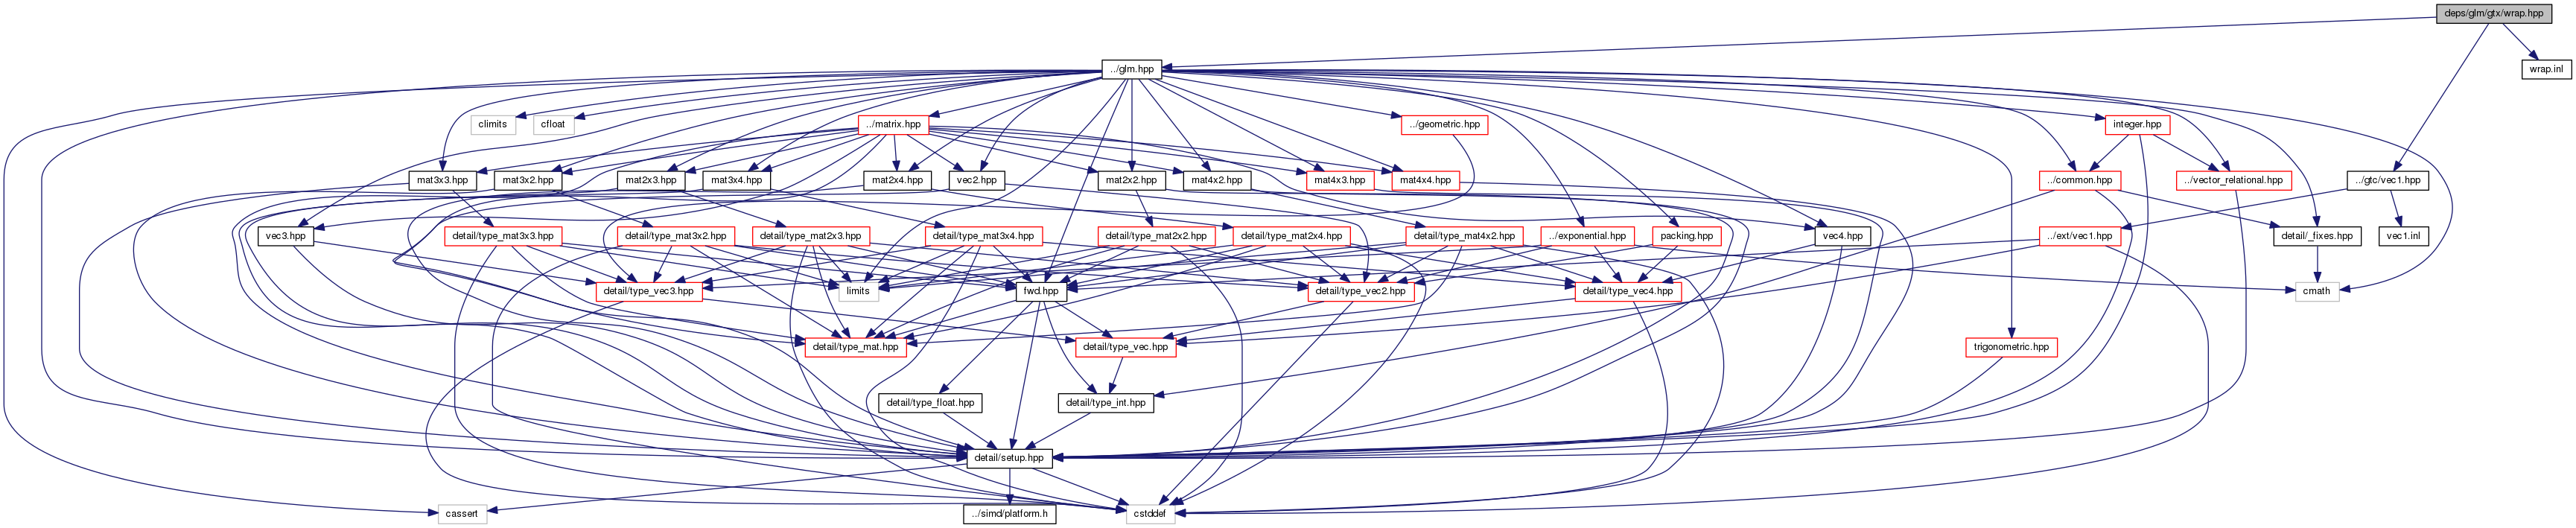 deps/glm/gtx/wrap.hpp
../glm.hpp
wrap.inl
climits
cfloat
../matrix.hpp
../geometric.hpp
integer.hpp
mat3x3.hpp
mat3x2.hpp
mat2x3.hpp
mat3x4.hpp
mat2x4.hpp
vec2.hpp
mat2x2.hpp
mat4x2.hpp
mat4x3.hpp
mat4x4.hpp
../common.hpp
../vector_relational.hpp
../gtc/vec1.hpp
vec3.hpp
detail/type_mat3x3.hpp
detail/type_mat3x2.hpp
detail/type_mat2x3.hpp
detail/type_mat3x4.hpp
detail/type_mat2x2.hpp
detail/type_mat2x4.hpp
detail/type_mat4x2.hpp
../exponential.hpp
packing.hpp
vec4.hpp
../ext/vec1.hpp
detail/_fixes.hpp
vec1.inl
detail/type_vec3.hpp
limits
fwd.hpp
detail/type_vec2.hpp
detail/type_vec4.hpp
cmath
detail/type_mat.hpp
detail/type_vec.hpp
trigonometric.hpp
detail/type_float.hpp
detail/type_int.hpp
detail/setup.hpp
cassert
../simd/platform.h
cstddef